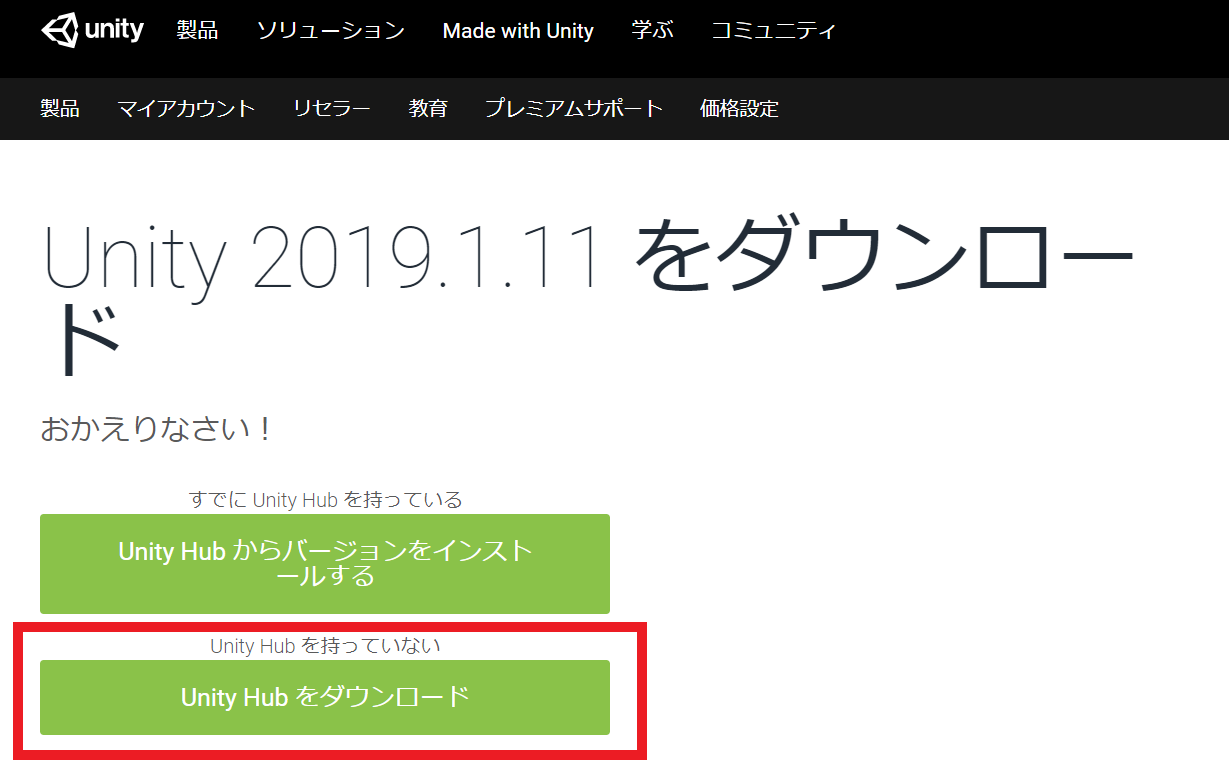 unity 製品 ソリューション Made with Unity 学ぶ コミュニティ
製品 マイアカウント リセラー 教育 プレミアムサポート 価格設定
Unity 2019.1.11 をダウンロー
ド
おかえりなさい！
すでに Unity Hub を持っている
Unity Hub からバージョンをインスト
ールする
Unity Hub を持っていない
Unity Hub をダウンロード